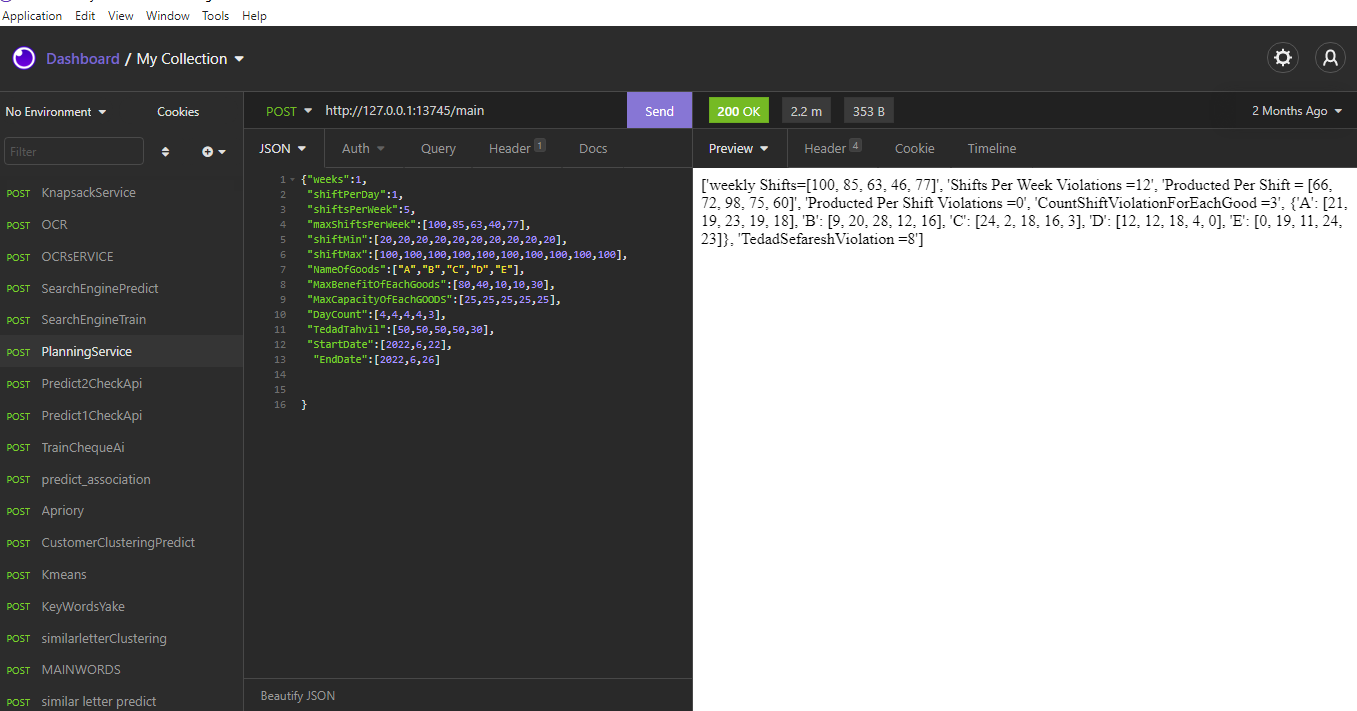 Application Edit View Window Tools Help
Dashboard / My Collection
No Environment Cookies
Filter
POST KnapsackService
POST OCR
POST OCRsERVICE
POST SearchEnginePredict
POST SearchEngineTrain
POST PlanningService
POST Predict2CheckApi
POST Predict1CheckApi
POST TrainChequeAi
POST predict_association
POST Apriory
POST CustomerClusteringPredict
POST Kmeans
POST KeyWordsYake
POST similarletterClustering
POST MAINWORDS
POST similar letter predict
POST http://127.0.0.1:13745/main Send
JSON Auth Query Header 1 Docs
1 {"weeks":1,
2 "shiftPerDay":1,
3 "shiftsPerWeek":5,
4 "maxShiftsPerWeek":[100,85,63,40,77],
5 "shiftMin":[20,20,20,20,20,20,20,20,20,20],
6 "shiftMax":[100,100,100,100,100,100,100,100,100,100],
7 "NameOfGoods":["A","B","C","D","E"],
8 "MaxBenefitOfEachGoods":[80,40,10,10,30],
9 "MaxCapacityOfEachGOODS":[25,25,25,25,25],
10 "DayCount":[4,4,4,4,3],
11 "TedadTahvil":[50,50,50,50,30],
12 "StartDate":[2022,6,22],
13 "EndDate":[2022,6,26]
14
15
16 }
Beautify JSON
200 OK 2.2 m 353 B 2 Months Ago
Preview Header 4 Cookie Timeline
['weekly Shifts=[100, 85, 63, 46, 77]', 'Shifts Per Week Violations =12', 'Producted Per Shift = [66,
72, 98, 75, 60]', 'Producted Per Shift Violations =0', 'CountShiftViolationForEachGood =3', {'A': [21,
19, 23, 19, 18], 'B': [9, 20, 28, 12, 16], 'C': [24, 2, 18, 16, 3], 'D': [12, 12, 18, 4, 0], 'E': [0, 19, 11, 24,
23]}, 'TedadSefareshViolation =8']